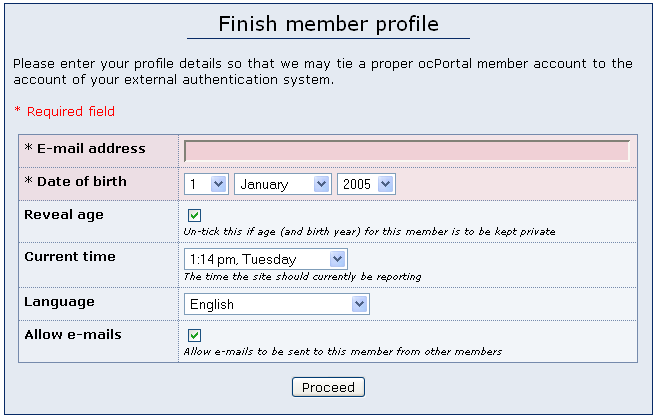 Finish member profile
Please enter your profile details so that we may tie a proper ocPortal member account to the
account of your external authentication system.
* Required field
* E-mail address
* Date of birth 1 January 2005
Reveal age
Un-tick this if age (and birth year) for this member is to be kept private
Current time 1:14 pm, Tuesday
The time the site should currently be reporting
Language English
Allow e-mails
Allow e-mails to be sent to this member from other members
Proceed